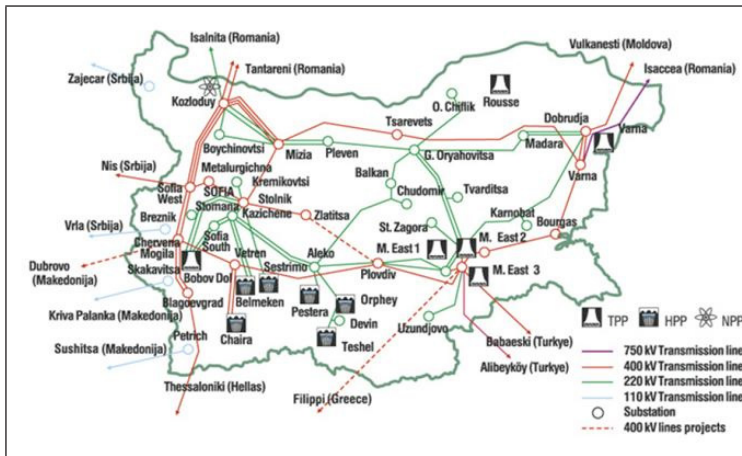 Isalnita (Romania)
Vulkanesti (Moldova)
Tantareni (Romania)
Isaccea (Romania)
Zajecar (Srbija)
Kozloduy
O. Chiflik
Rousse
Tsarevets
Dobrudja
Varna
Boychinovtsi
Mizia
Pleven
G. Oryahovitsa
Madara
Nis (Srbija)
Metalurgichna
Kremikovtsi
Balkan
Varna
Sofia
West
SOFIA
Stolnik
Chudomir
Tvarditsa
Stomana
Breznik
Kazichene
Zlatitsa
Karnobat
Bourgas
Vrla (Srbija)
St. Zagora
Chervena
Mogila
Sofia
South
Aleko
M. East 1
M. East 2
Dubrovo
(Makedonija)
Skakavitsa
Vetren
Sestrimo
Plovdiv
M. East 3
Bobov Dol
Belmeken
Orphey
Blagoevgrad
Pestera
Kriva Palanka (Makedonija)
Devin
Uzundjovo
TPP
HPP
NPP
Chaira
Teshel
Babaeski (Turkye)
Petrich
Sushitsa (Makedonija)
Alibeyköy (Turkye)
750 kV Transmission line
400 kV Transmission line
220 kV Transmission line
110 kV Transmission line
Thessaloniki (Hellas)
Filippi (Greece)
Substation
400 kV lines projects